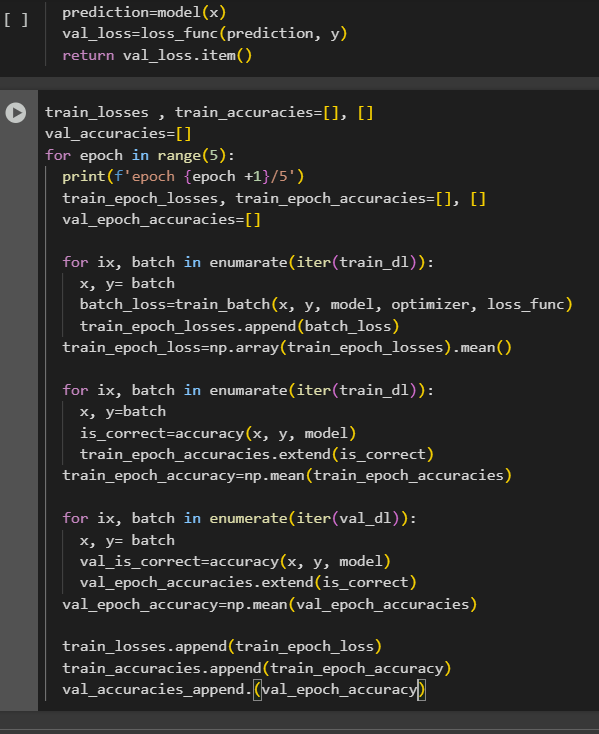 [ ]
prediction=model(x)
val_loss=loss_func(prediction, y)
return val_loss.item()
train_losses , train_accuracies=[], []
val_accuracies=[]
for epoch in range(5):
print(f'epoch {epoch +1}/5')
train_epoch_losses, train_epoch_accuracies=[], []
val_epoch_accuracies=[]
for ix, batch in enumarate(iter(train_dl)):
x, y= batch
batch_loss=train_batch(x, y, model, optimizer, loss_func)
train_epoch_losses.append(batch_loss)
train_epoch_loss=np.array(train_epoch_losses).mean()
for ix, batch in enumarate(iter(train_dl)):
x, y=batch
is_correct=accuracy(x, y, model)
train_epoch_accuracies.extend(is_correct)
train_epoch_accuracy=np.mean(train_epoch_accuracies)
for ix, batch in enumerate(iter(val_dl)):
x, y= batch
val_is_correct=accuracy(x, y, model)
val_epoch_accuracies.extend(is_correct)
val_epoch_accuracy=np.mean(val_epoch_accuracies)
train_losses.append(train_epoch_loss)
train_accuracies.append(train_epoch_accuracy)
val_accuracies_append.(val_epoch_accuracy)